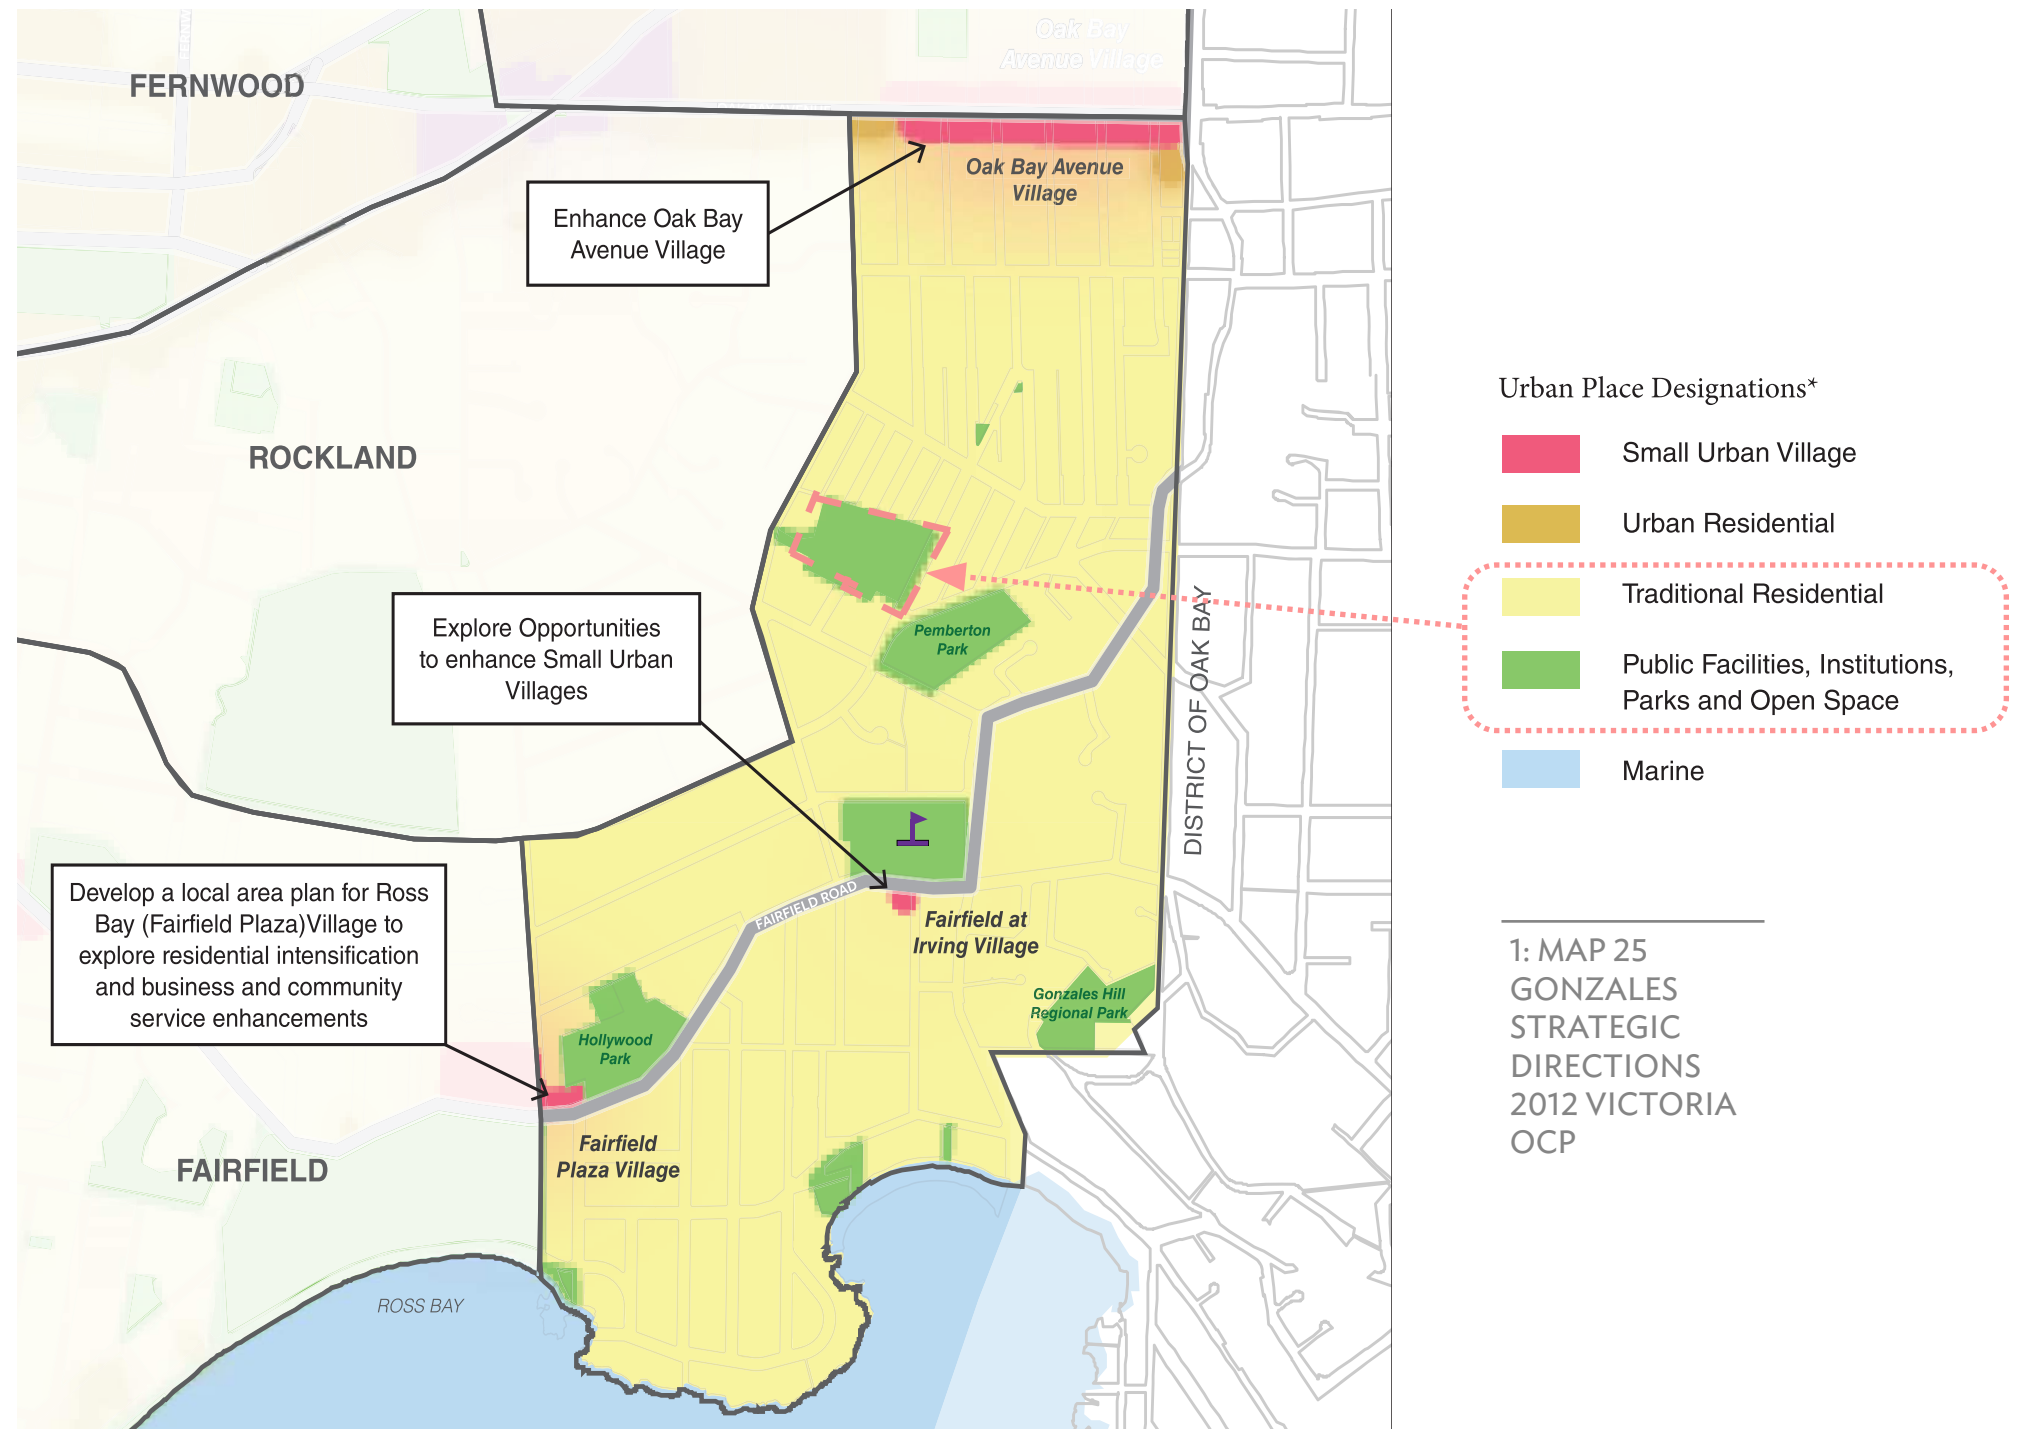 Oak Bay
Avenue Village
FERNWOOD
Oak Bay Avenue
Village
Enhance Oak Bay
Avenue Village
Urban Place Designations*
Small Urban Village
ROCKLAND
Urban Residential
Traditional Residential
Explore Opportunities
to enhance Small Urban
Villages
Pemberton
Park
Public Facilities, Institutions,
Parks and Open Space
DISTRICT OF OAK BAY
Marine
Develop a local area plan for Ross
Bay (Fairfield Plaza)Village to
explore residential intensification
and business and community
service enhancements
FAIRFIELD ROAD
Fairfield at
Irving Village
1: MAP 25
GONZALES
STRATEGIC
DIRECTIONS
2012 VICTORIA
OCP
Gonzales Hill
Regional Park
Hollywood
Park
Fairfield
Plaza Village
FAIRFIELD
ROSS BAY